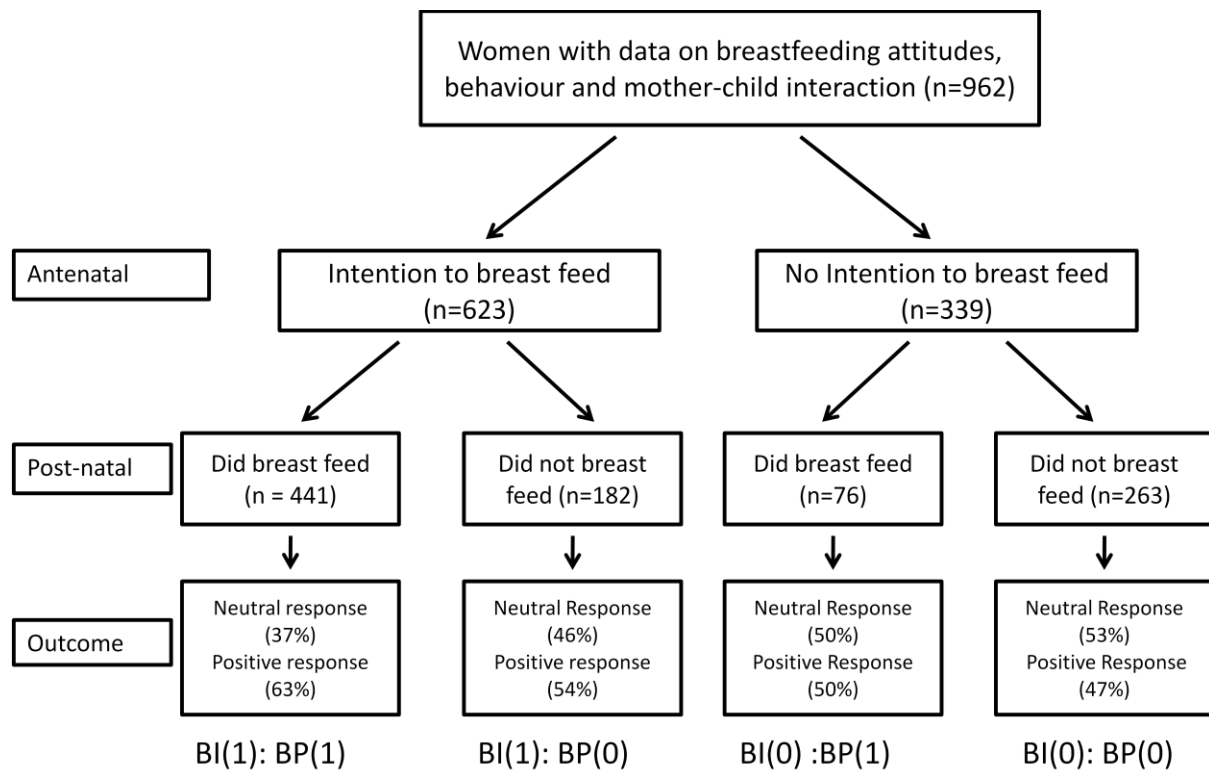 Women with data on breastfeeding attitudes,
behaviour and mother-child interaction (n=962)
Antenatal
Intention to breast feed
(n=623)
No Intention to breast feed
(n=339)
Post-natal
Did breast feed
(n = 441)
Did not breast
feed (n=182)
Did breast feed
(n=76)
Did not breast
feed (n=263)
Outcome
Neutral response
(37%)
Positive response
(63%)
Neutral Response
(46%)
Positive response
(54%)
Neutral Response
(50%)
Positive Response
(50%)
Neutral Response
(53%)
Positive Response
(47%)
BI(1): BP(1)
BI(1): BP(0)
BI(0) :BP(1)
BI(0): BP(0)